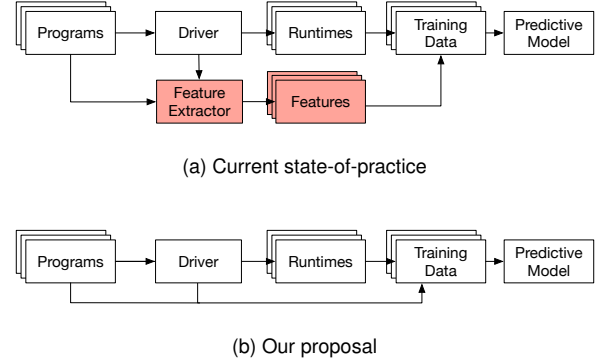 Programs
Driver
Runtimes
Training
Data
Predictive
Model
Feature
Extractor
Features
(a) Current state-of-practice
Programs
Driver
Runtimes
Training
Data
Predictive
Model
(b) Our proposal